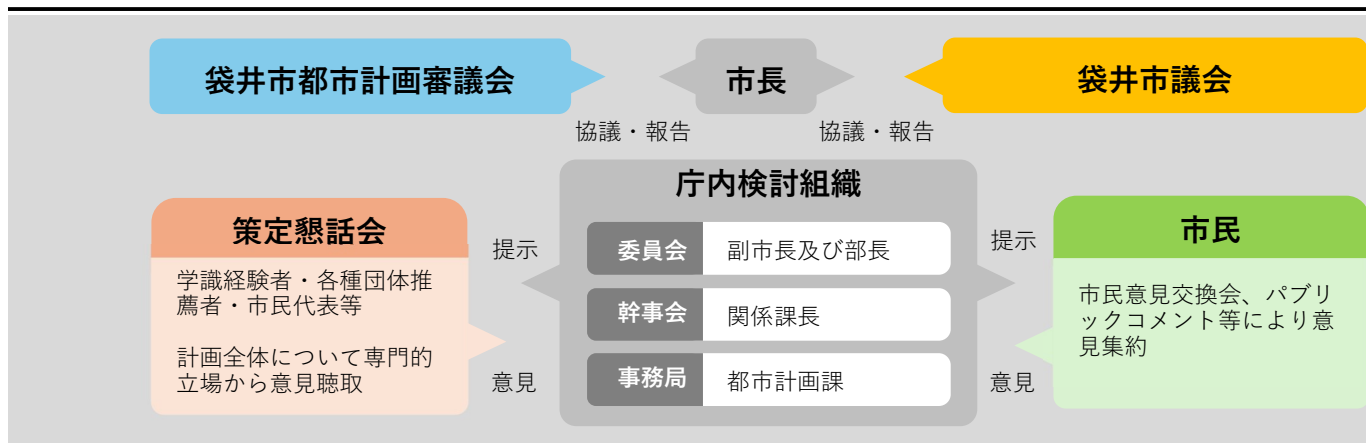 袋井市都市計画審議会
市長
袋井市議会
協議・報告
協議・報告
庁内検討組織
策定懇話会
学識経験者・各種団体推
薦者・市民代表等
計画全体について専門的
立場から意見聴取
提示
意見
委員会
副市長及び部長
幹事会
関係課長
事務局
都市計画課
提示
意見
市民
市民意見交換会、パブリ
ックコメント等により意
見集約